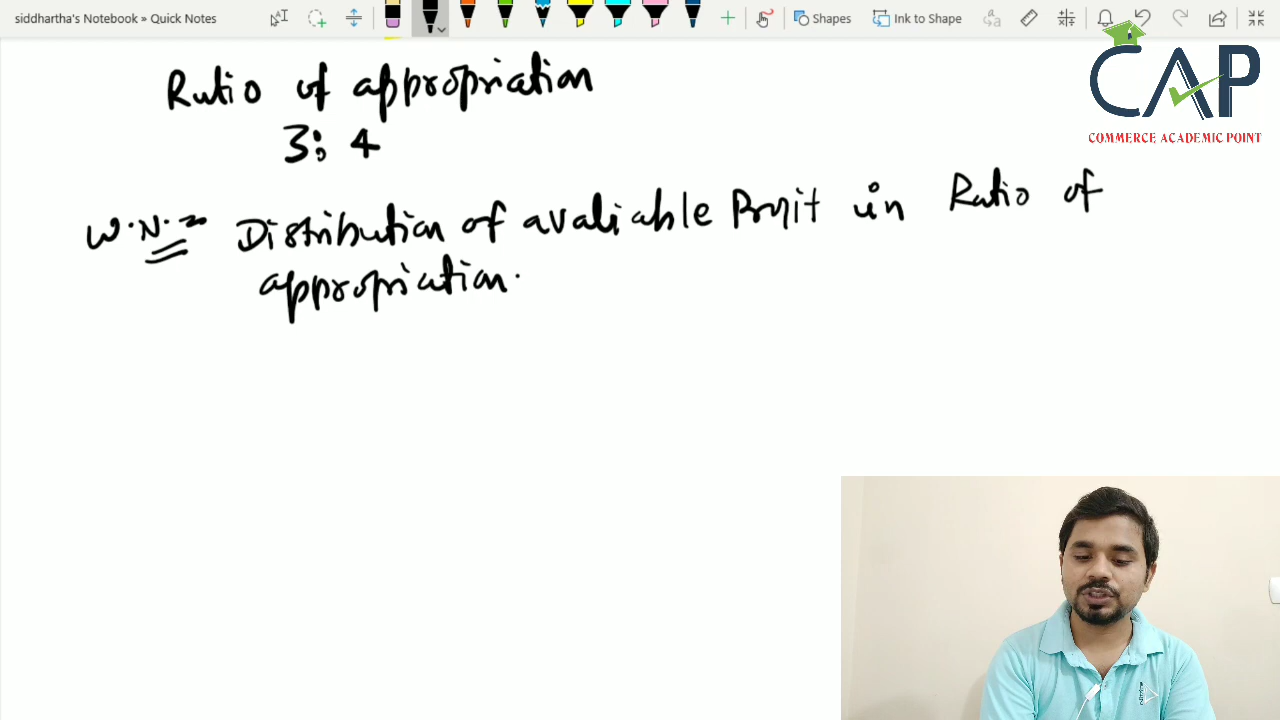 siddhartha's Notebook » Quick Notes
Shapes
Ink to Shape
CAP
COMMERCE ACADEMIC POINT
Ratio of appropriation
3: 4
W.N.= Distribution of avaliable Profit in Ratio of
appropriation.